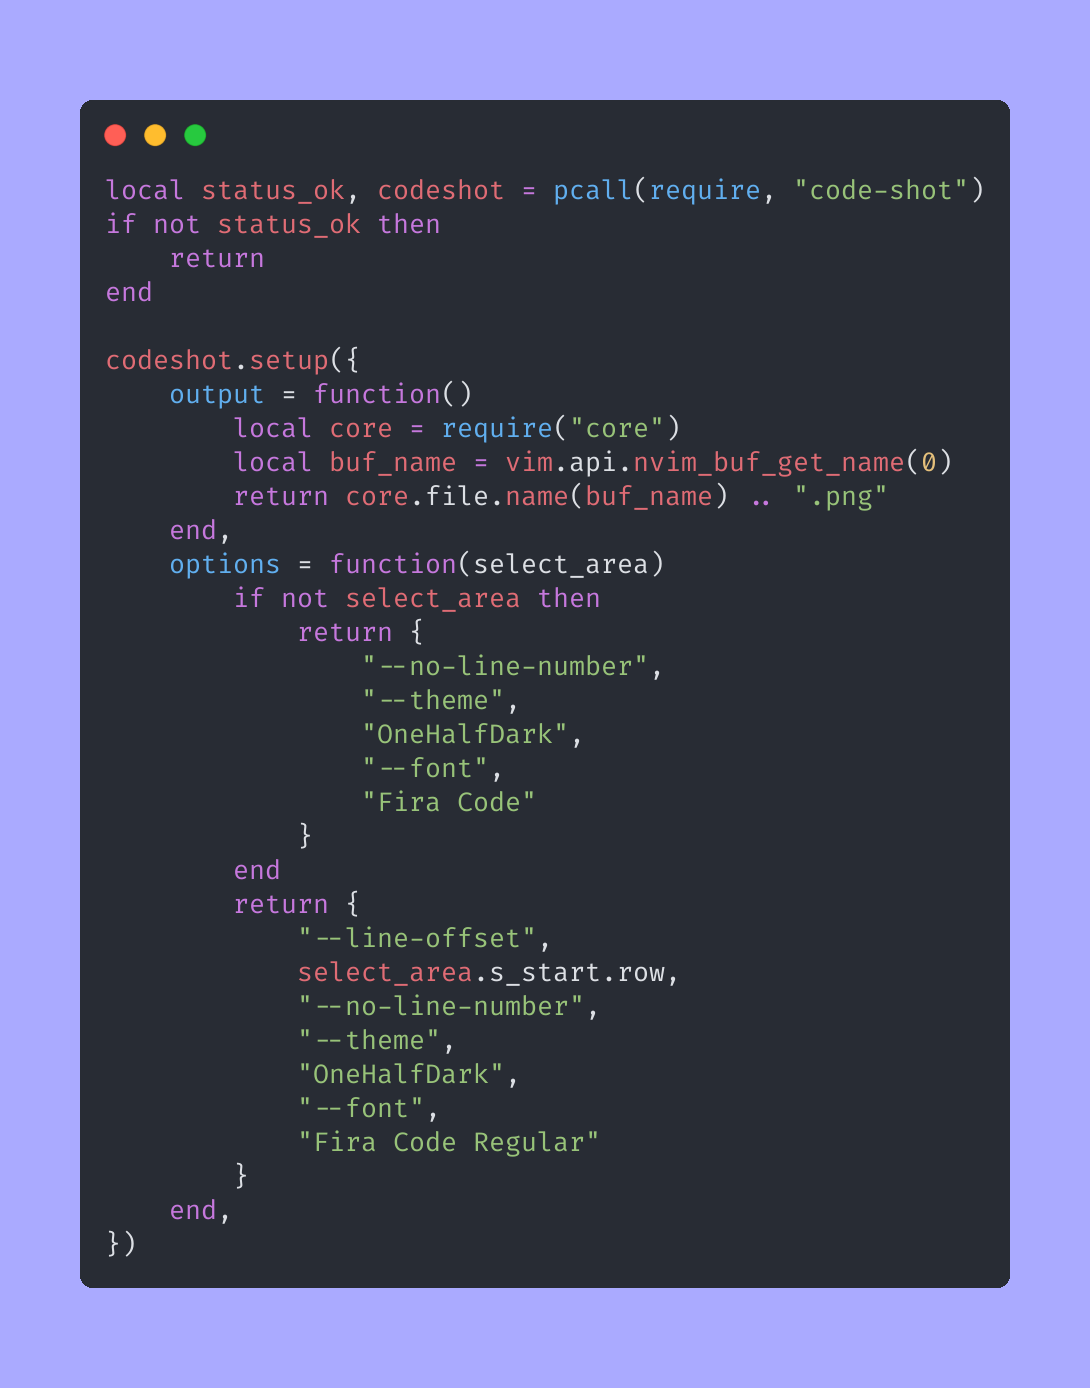 local status_ok, codeshot = pcall(require, "code-shot")
if not status_ok then
    return
end

codeshot.setup({
    output = function()
        local core = require("core")
        local buf_name = vim.api.nvim_buf_get_name(0)
        return core.file.name(buf_name) .. ".png"
    end,
    options = function(select_area)
        if not select_area then
            return {
                "--no-line-number",
                "--theme",
                "OneHalfDark",
                "--font",
                "Fira Code"
            }
        end
        return {
            "--line-offset",
            select_area.s_start.row,
            "--no-line-number",
            "--theme",
            "OneHalfDark",
            "--font",
            "Fira Code Regular"
        }
    end,
})